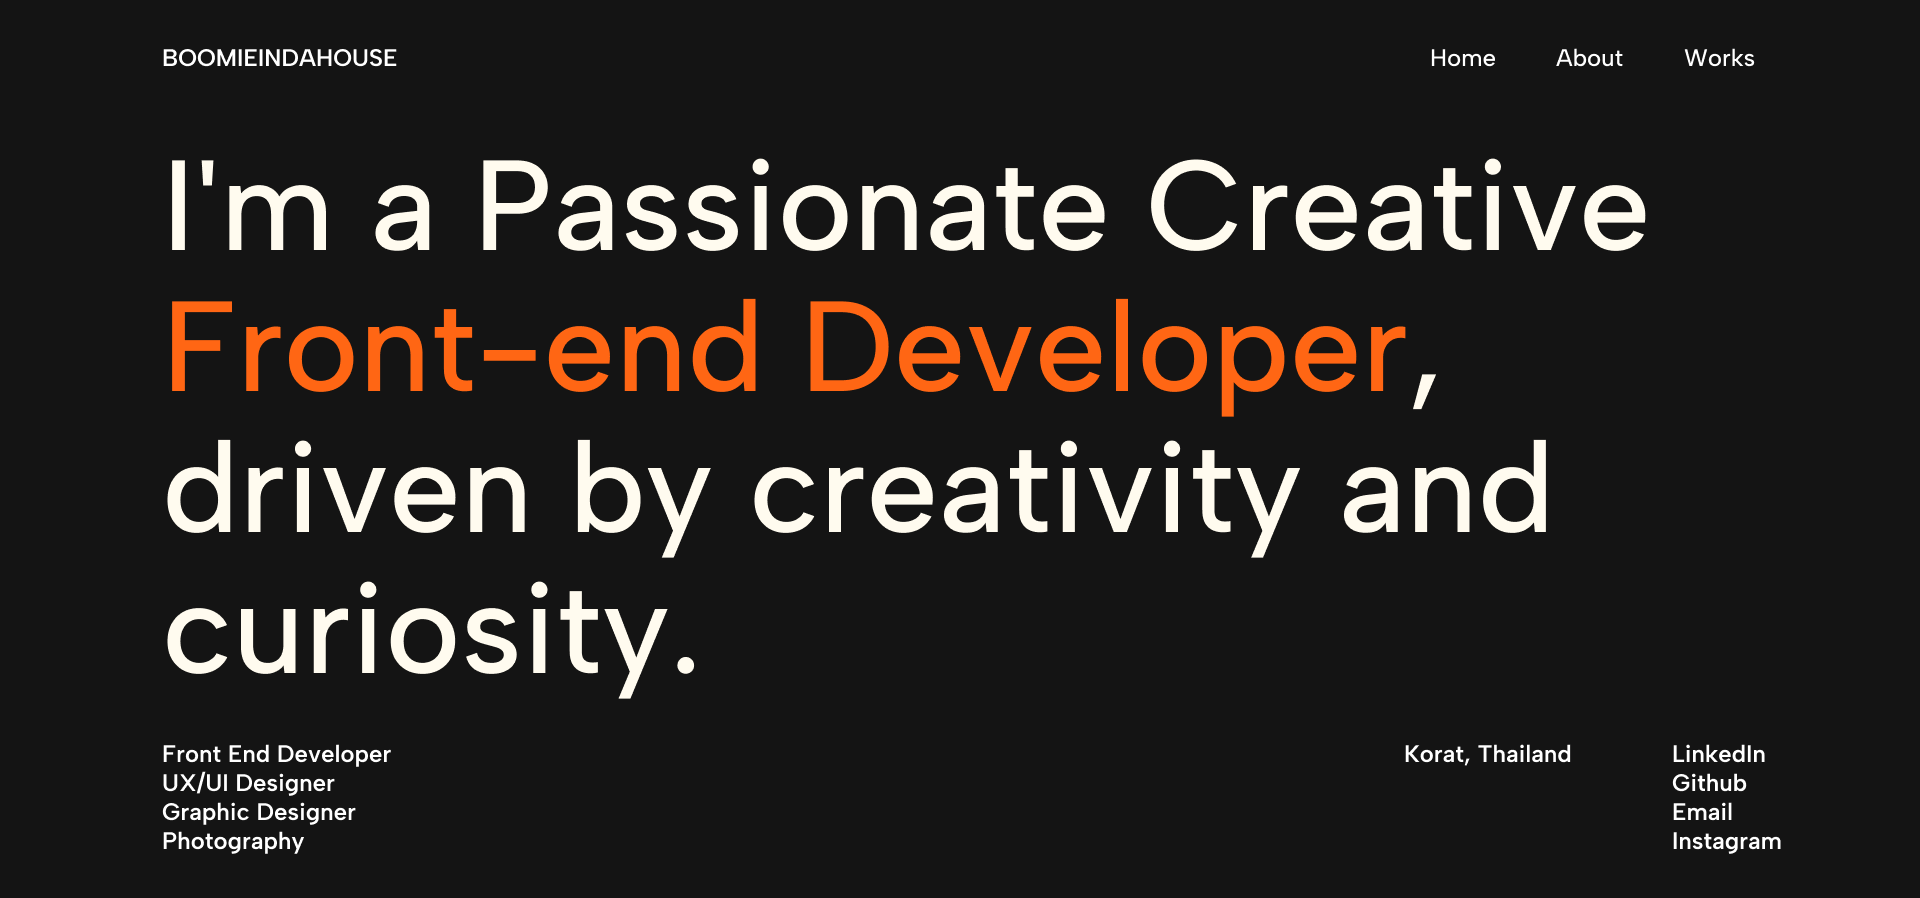 BOOMIEINDAHOUSE
Home About Works
I'm a Passionate Creative
Front-end Developer,
driven by creativity and
curiosity.
Front End Developer
UX/UI Designer
Graphic Designer
Photography
Korat, Thailand
LinkedIn
Github
Email
Instagram